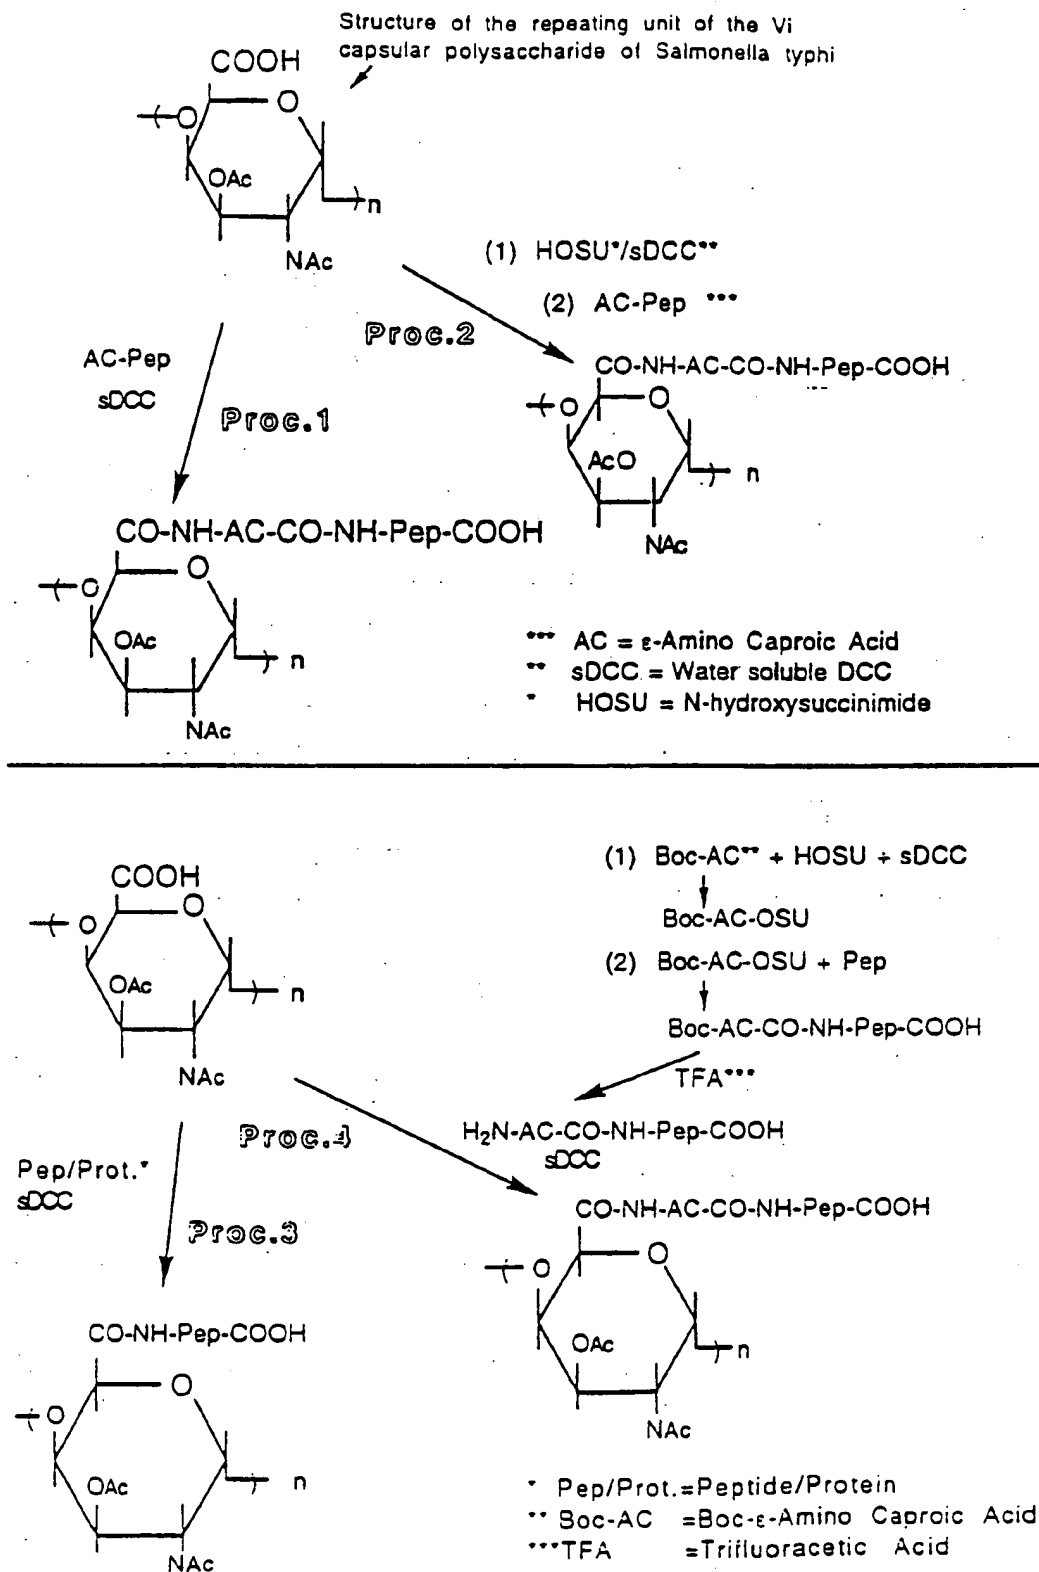 Structure of the repeating unit of the Vi
capsular polysaccharide of Salmonella typhi
COOH
O
O
OAc
n
NAc
(1) HOSU*/sDCC**
(2) AC-Pep ***
Proc.2
AC-Pep
sDCC
Proc.1
CO-NH-AC-CO-NH-Pep-COOH
O
O
AcO
n
NAc
CO-NH-AC-CO-NH-Pep-COOH
O
O
OAc
n
NAc
*** AC = ε-Amino Caproic Acid
** sDCC = Water soluble DCC
* HOSU = N-hydroxysuccinimide
COOH
O
O
OAc
n
NAc
(1) Boc-AC** + HOSU + sDCC
Boc-AC-OSU
(2) Boc-AC-OSU + Pep
Boc-AC-CO-NH-Pep-COOH
TFA***
H2N-AC-CO-NH-Pep-COOH
sDCC
Proc.4
Pep/Prot.*
sDCC
Proc.3
CO-NH-AC-CO-NH-Pep-COOH
O
O
OAc
n
NAc
CO-NH-Pep-COOH
O
O
OAc
n
NAc
* Pep/Prot.=Peptide/Protein
** Boc-AC =Boc-ε-Amino Caproic Acid
***TFA =Trifluoracetic Acid